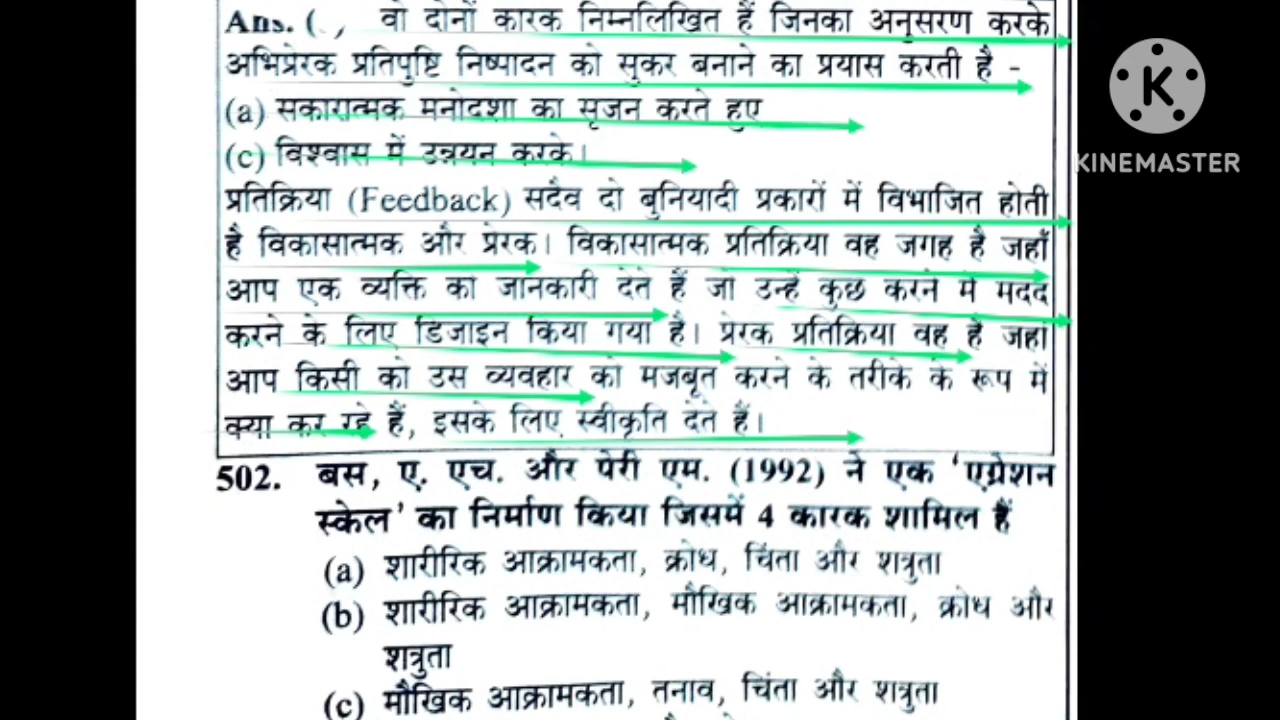 Ans. ( , वो दोनों कारक निम्नलिखित हैं जिनका अनुसरण करके
अभिप्रेरक प्रतिपुष्टि निष्पादन को सुकर बनाने का प्रयास करती है -
(a) सकारात्मक मनोदशा का सृजन करते हुए
(c) विश्वास में उन्नयन करके।
प्रतिक्रिया (Feedback) सदैव दो बुनियादी प्रकारों में विभाजित होती
है विकासात्मक और प्रेरक। विकासात्मक प्रतिक्रिया वह जगह है जहाँ
आप एक व्यक्ति को जानकारी देते हैं जो उन्हें कुछ करने में मदद
करने के लिए डिजाइन किया गया है। प्रेरक प्रतिक्रिया वह है जहां
आप किसी को उस व्यवहार को मजबूत करने के तरीके के रूप में
क्या कर रहे हैं, इसके लिए स्वीकृति देते हैं।
502. बस, ए. एच. और पेरी एम. (1992) ने एक 'एग्रेशन
स्केल' का निर्माण किया जिसमें 4 कारक शामिल हैं
(a) शारीरिक आक्रामकता, क्रोध, चिंता और शत्रुता
(b) शारीरिक आक्रामकता, मौखिक आक्रामकता, क्रोध और
शत्रुता
(c) मौखिक आक्रामकता, तनाव, चिंता और शत्रुता
K
KINEMASTER